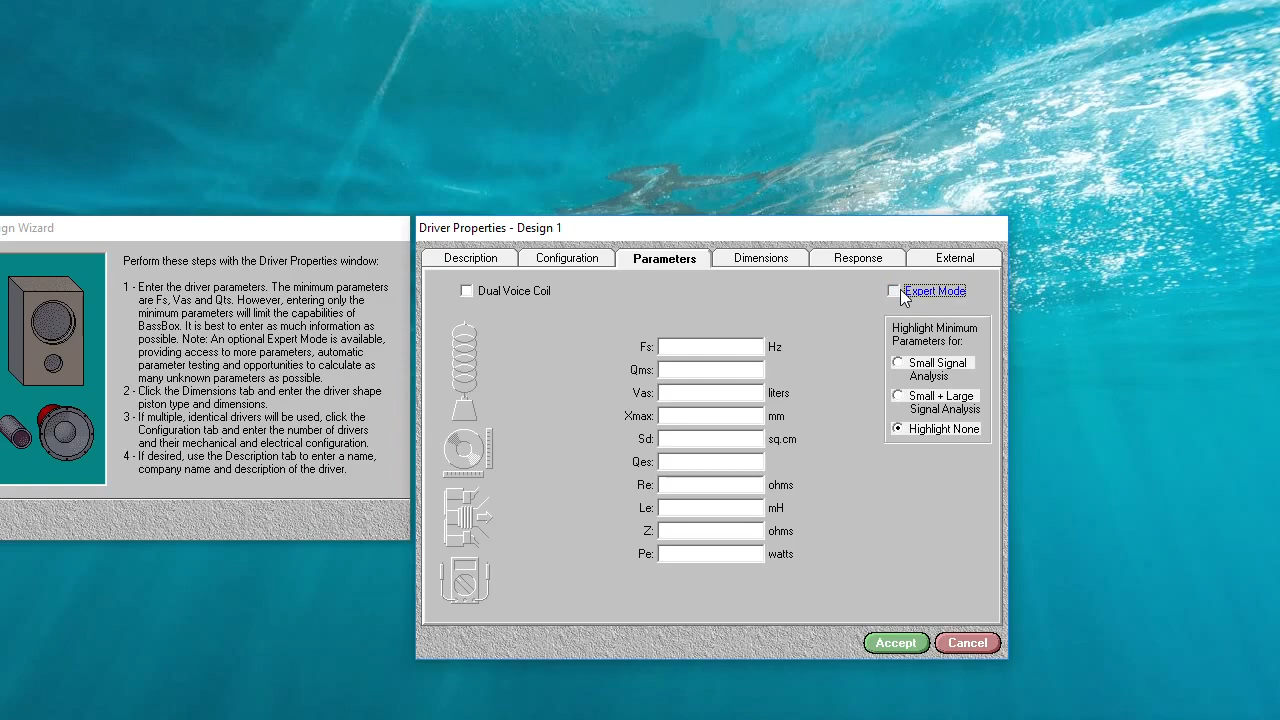 gn Wizard
Perform these steps with the Driver Properties window:
1 - Enter the driver parameters. The minimum parameters
are Fs, Vas and Qts. However, entering only the
minimum parameters will limit the capabilities of
BassBox. It is best to enter as much information as
possible. Note: An optional Expert Mode is available,
providing access to more parameters, automatic
parameter testing and opportunities to calculate as
many unknown parameters as possible.
2 - Click the Dimensions tab and enter the driver shape
piston type and dimensions.
3 - If multiple, identical drivers will be used, click the
Configuration tab and enter the number of drivers
and their mechanical and electrical configuration.
4 - If desired, use the Description tab to enter a name,
company name and description of the driver.
Driver Properties - Design 1
Description Configuration Parameters Dimensions Response External
Dual Voice Coil
Expert Mode
Fs: Hz
Qms:
Vas: liters
Xmax: mm
Sd: sq.cm
Qes:
Re: ohms
Le: mH
Z: ohms
Pe: watts
Highlight Minimum
Parameters for:
Small Signal
Analysis
Small + Large
Signal Analysis
Highlight None
Accept Cancel